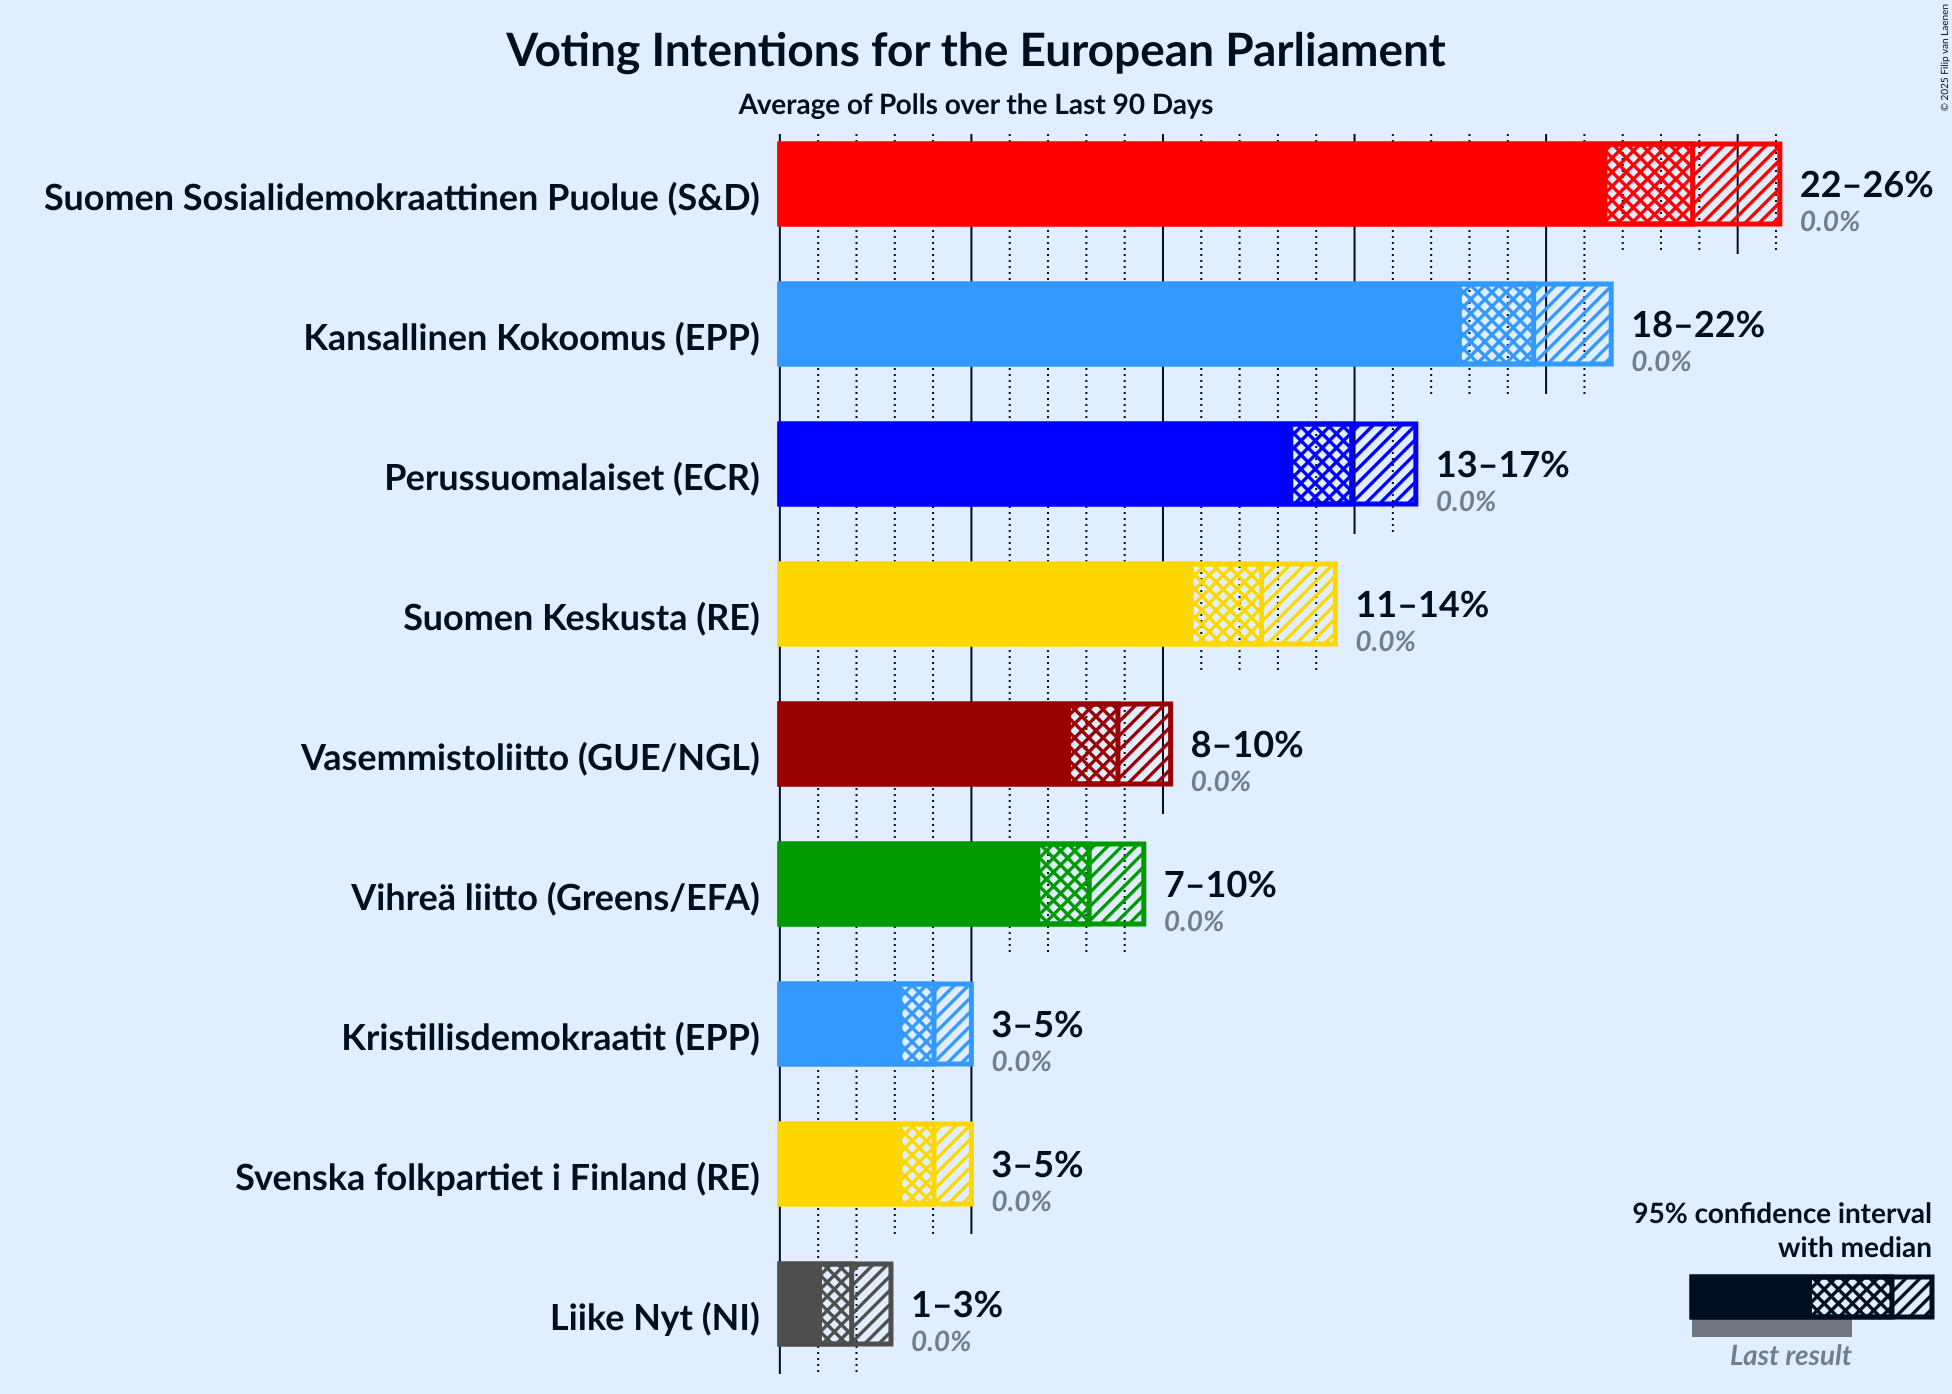 Voting Intentions for the European Parliament
Average of Polls over the Last 90 Days
© 2025 Filip van Laenen
Suomen Sosialidemokraattinen Puolue (S&D)
22–26%
0.0%
Kansallinen Kokoomus (EPP)
18–22%
0.0%
Perussuomalaiset (ECR)
13–17%
0.0%
Suomen Keskusta (RE)
11–14%
0.0%
Vasemmistoliitto (GUE/NGL)
8–10%
0.0%
Vihreä liitto (Greens/EFA)
7–10%
0.0%
Kristillisdemokraatit (EPP)
3–5%
0.0%
Svenska folkpartiet i Finland (RE)
3–5%
0.0%
Liike Nyt (NI)
1–3%
0.0%
95% confidence interval
with median
Last result